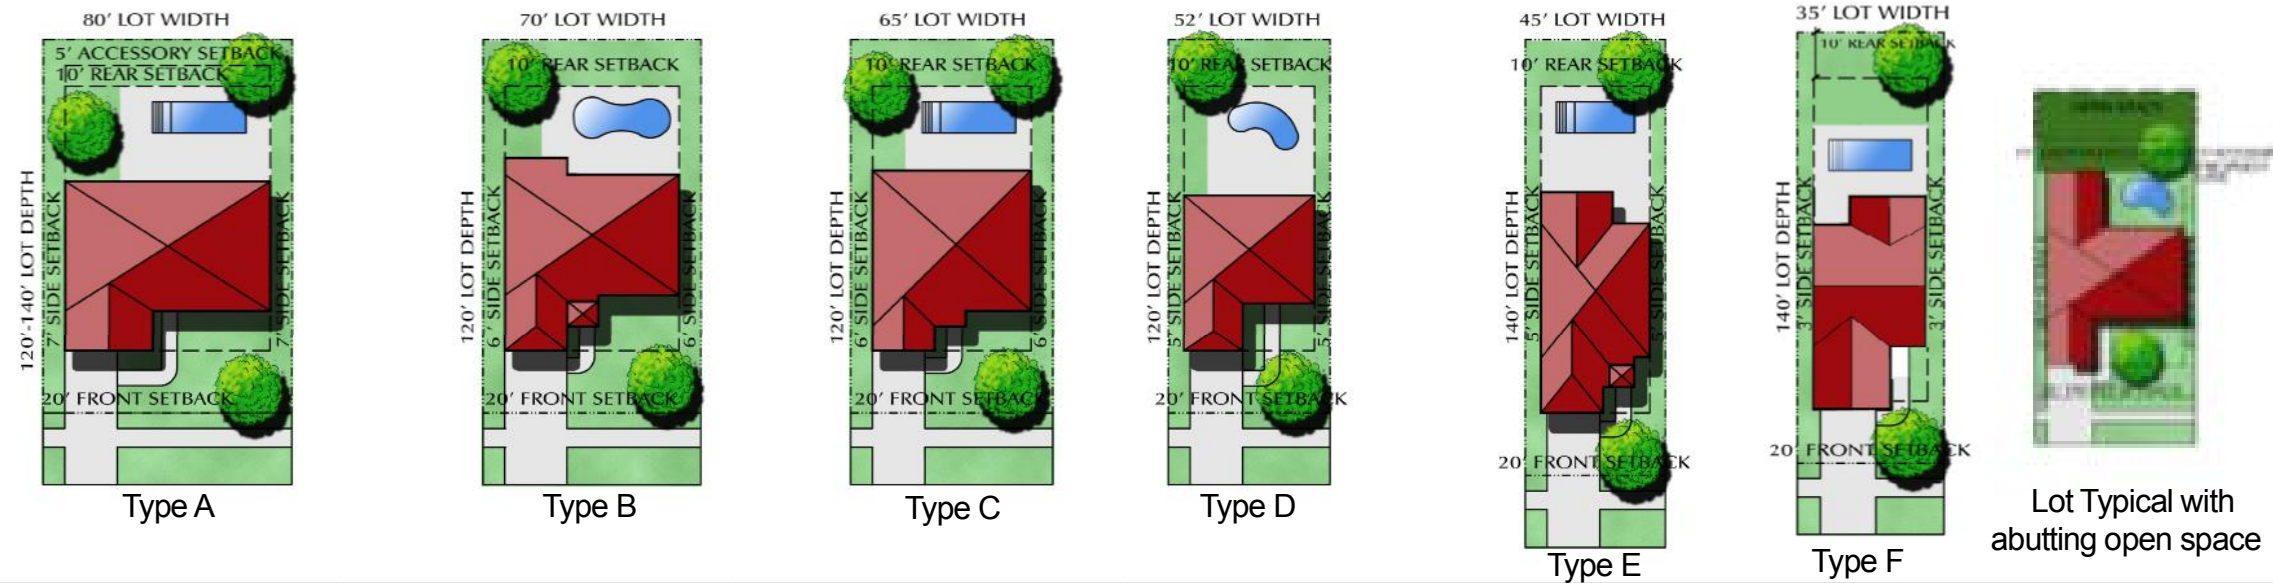 80' LOT WIDTH
5' ACCESSORY SETBACK
10' REAR SETBACK
120'-140' LOT DEPTH
7' SIDE SETBACK
7' SIDE SETBACK
20' FRONT SETBACK
Type A
70' LOT WIDTH
10' REAR SETBACK
120' LOT DEPTH
6' SIDE SETBACK
6' SIDE SETBACK
20' FRONT SETBACK
Type B
65' LOT WIDTH
10' REAR SETBACK
120' LOT DEPTH
6' SIDE SETBACK
6' SIDE SETBACK
20' FRONT SETBACK
Type C
52' LOT WIDTH
10' REAR SETBACK
120' LOT DEPTH
5' SIDE SETBACK
5' SIDE SETBACK
20' FRONT SETBACK
Type D
45' LOT WIDTH
10' REAR SETBACK
140' LOT DEPTH
5' SIDE SETBACK
5' SIDE SETBACK
20' FRONT SETBACK
Type E
35' LOT WIDTH
10' REAR SETBACK
140' LOT DEPTH
3' SIDE SETBACK
3' SIDE SETBACK
20' FRONT SETBACK
Type F
Lot Typical with
abutting open space